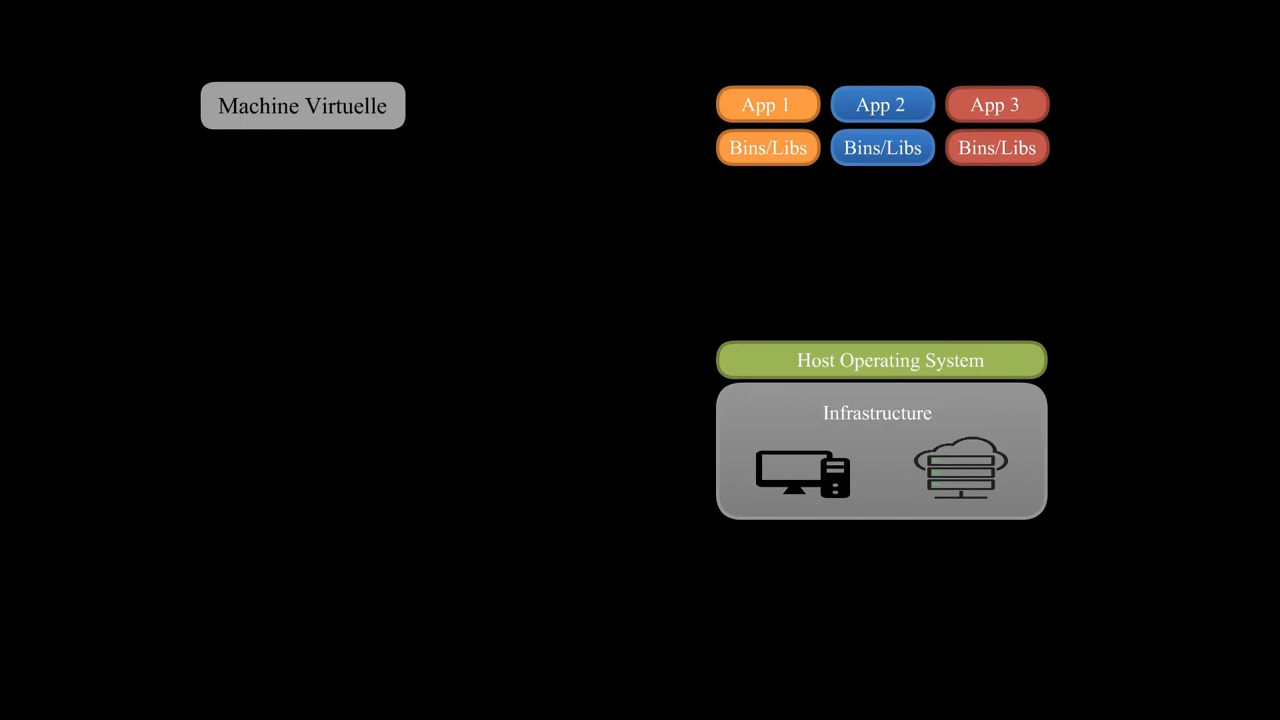 Machine Virtuelle
App 1
App 2
App 3
Bins/Libs
Bins/Libs
Bins/Libs
Host Operating System
Infrastructure